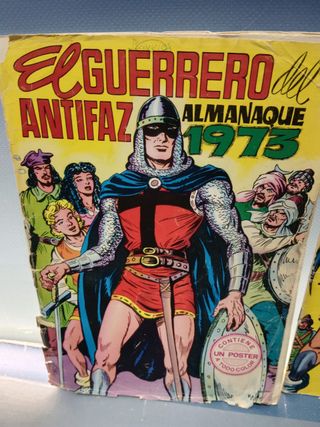 El GUERRERO del
ANTIFAZ
ALMANAQUE
1973
CONTIENE
UN POSTER
A TODO COLOR